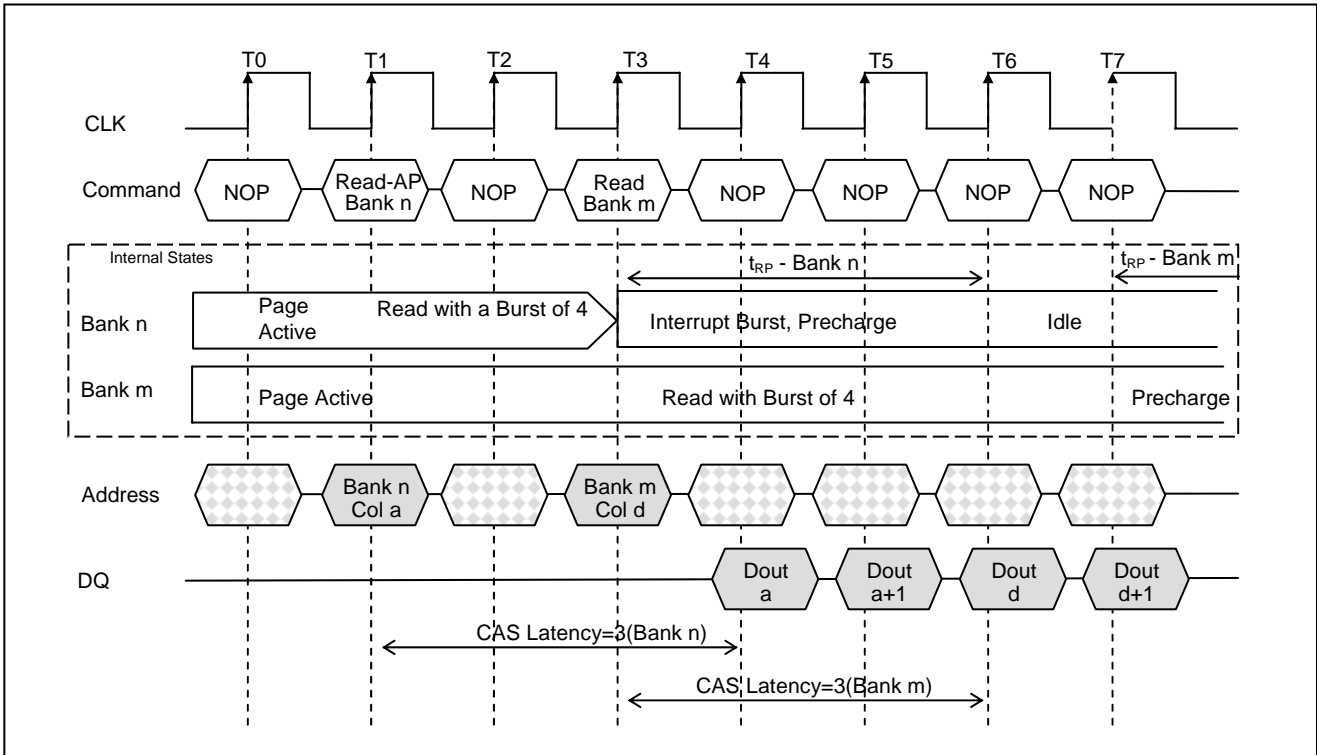 T0 T1 T2 T3 T4 T5 T6 T7
CLK
Command NOP Read-AP Bank n NOP Read Bank m NOP NOP NOP NOP
Internal States
tRP - Bank n tRP - Bank m
Bank n Page Active Read with a Burst of 4 Interrupt Burst, Precharge Idle
Bank m Page Active Read with Burst of 4 Precharge
Address Bank n Col a Bank m Col d
DQ Dout a Dout a+1 Dout d Dout d+1
CAS Latency=3(Bank n)
CAS Latency=3(Bank m)